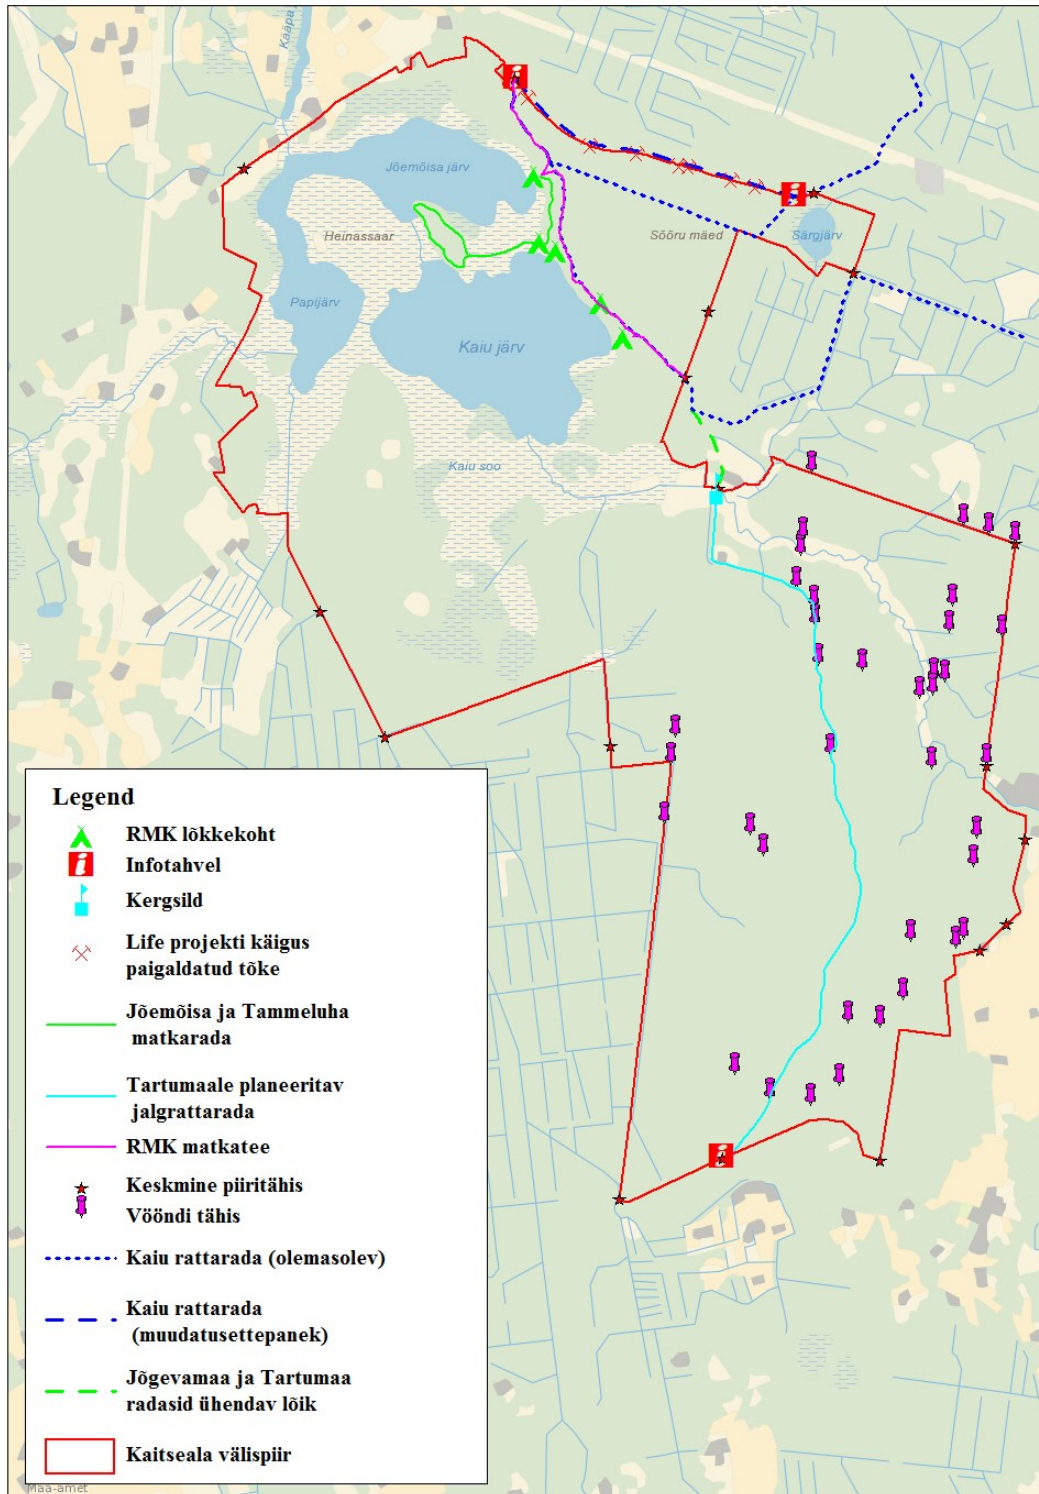 Kääpa
Jõemõisa järv
Heinassaar
Sõõru mäed
Särgjärv
Papijärv
Kaiu järv
Kaiu soo
Legend
RMK lõkkekoht
Infotahvel
Kergsild
Life projekti käigus
paigaldatud tõke
Jõemõisa ja Tammeluha
matkarada
Tartumaale planeeritav
jalgrattarada
RMK matkatee
Keskmine piiritähis
Vööndi tähis
Kaiu rattarada (olemasolev)
Kaiu rattarada
(muudatusettepanek)
Jõgevamaa ja Tartumaa
radasid ühendav lõik
Kaitseala välispiir
Maa-amet